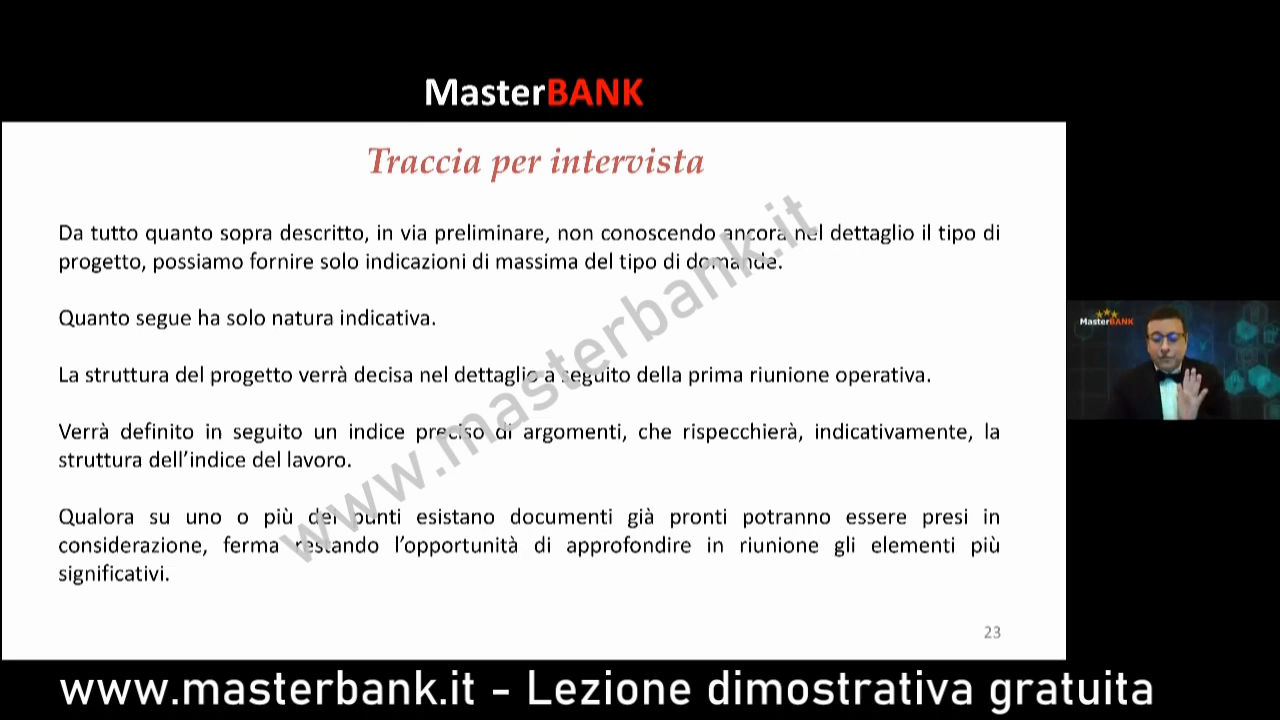 MasterBANK
Traccia per intervista
Da tutto quanto sopra descritto, in via preliminare, non conoscendo ancora nel dettaglio il tipo di
progetto, possiamo fornire solo indicazioni di massima del tipo di domande.
Quanto segue ha solo natura indicativa.
La struttura del progetto verrà decisa nel dettaglio a seguito della prima riunione operativa.
Verrà definito in seguito un indice preciso di argomenti, che rispecchierà, indicativamente, la
struttura dell’indice del lavoro.
Qualora su uno o più dei punti esistano documenti già pronti potranno essere presi in
considerazione, ferma restando l’opportunità di approfondire in riunione gli elementi più
significativi.
www.masterbank.it
23
MasterBANK
www.masterbank.it - Lezione dimostrativa gratuita